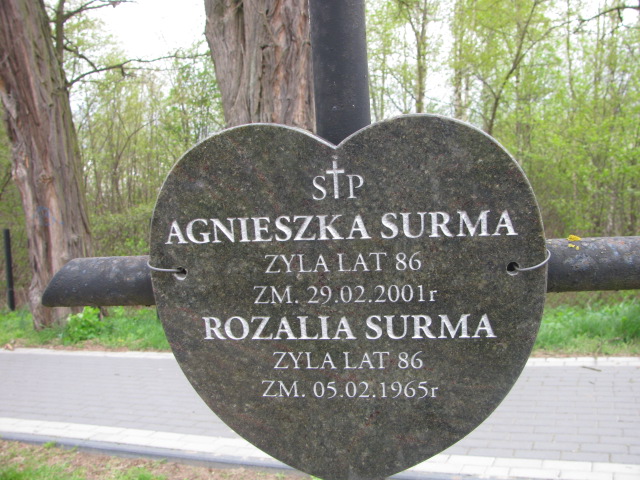 S†P
AGNIESZKA SURMA
ZYLA LAT 86
ZM. 29.02.2001r
ROZALIA SURMA
ZYLA LAT 86
ZM. 05.02.1965r